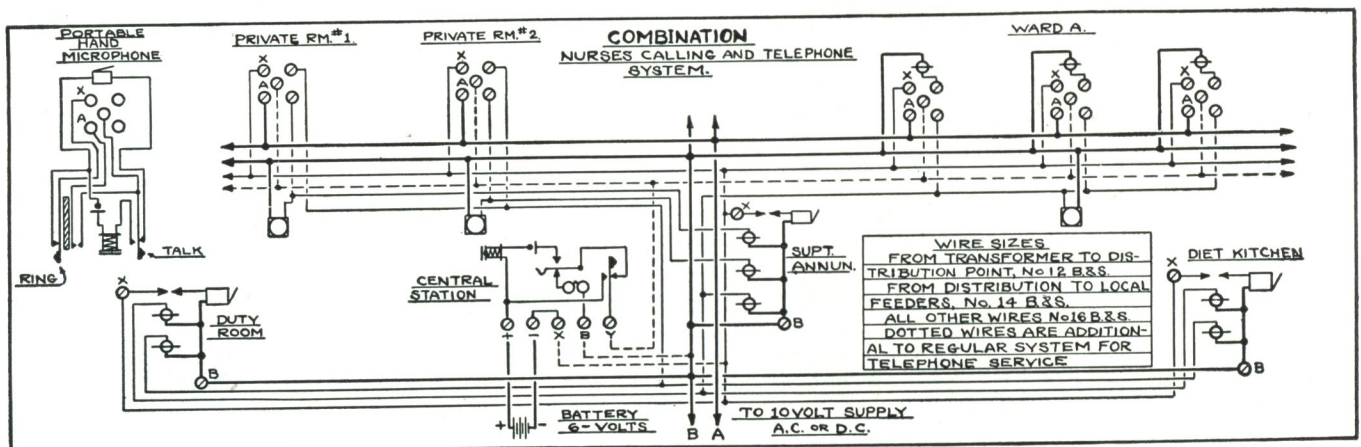 PORTABLE
HAND
MICROPHONE
PRIVATE RM.#1
PRIVATE RM.#2
COMBINATION
NURSES CALLING AND TELEPHONE
SYSTEM.
WARD A.
X
A
X
A
X
A
X
A
X
A
X
A
RING
TALK
X
DUTY
ROOM
B
CENTRAL
STATION
+
-
X
B
Y
BATTERY
6-VOLTS
+
-
B
A
TO 10 VOLT SUPPLY
A.C. OR D.C.
X
SUPT.
ANNUN.
B
WIRE SIZES
FROM TRANSFORMER TO DIS-
TRIBUTION POINT, No 12 B.&S.
FROM DISTRIBUTION TO LOCAL
FEEDERS, No. 14 B.&S.
ALL OTHER WIRES No 16 B.&S.
DOTTED WIRES ARE ADDITION-
AL TO REGULAR SYSTEM FOR
TELEPHONE SERVICE
X
DIET KITCHEN
B